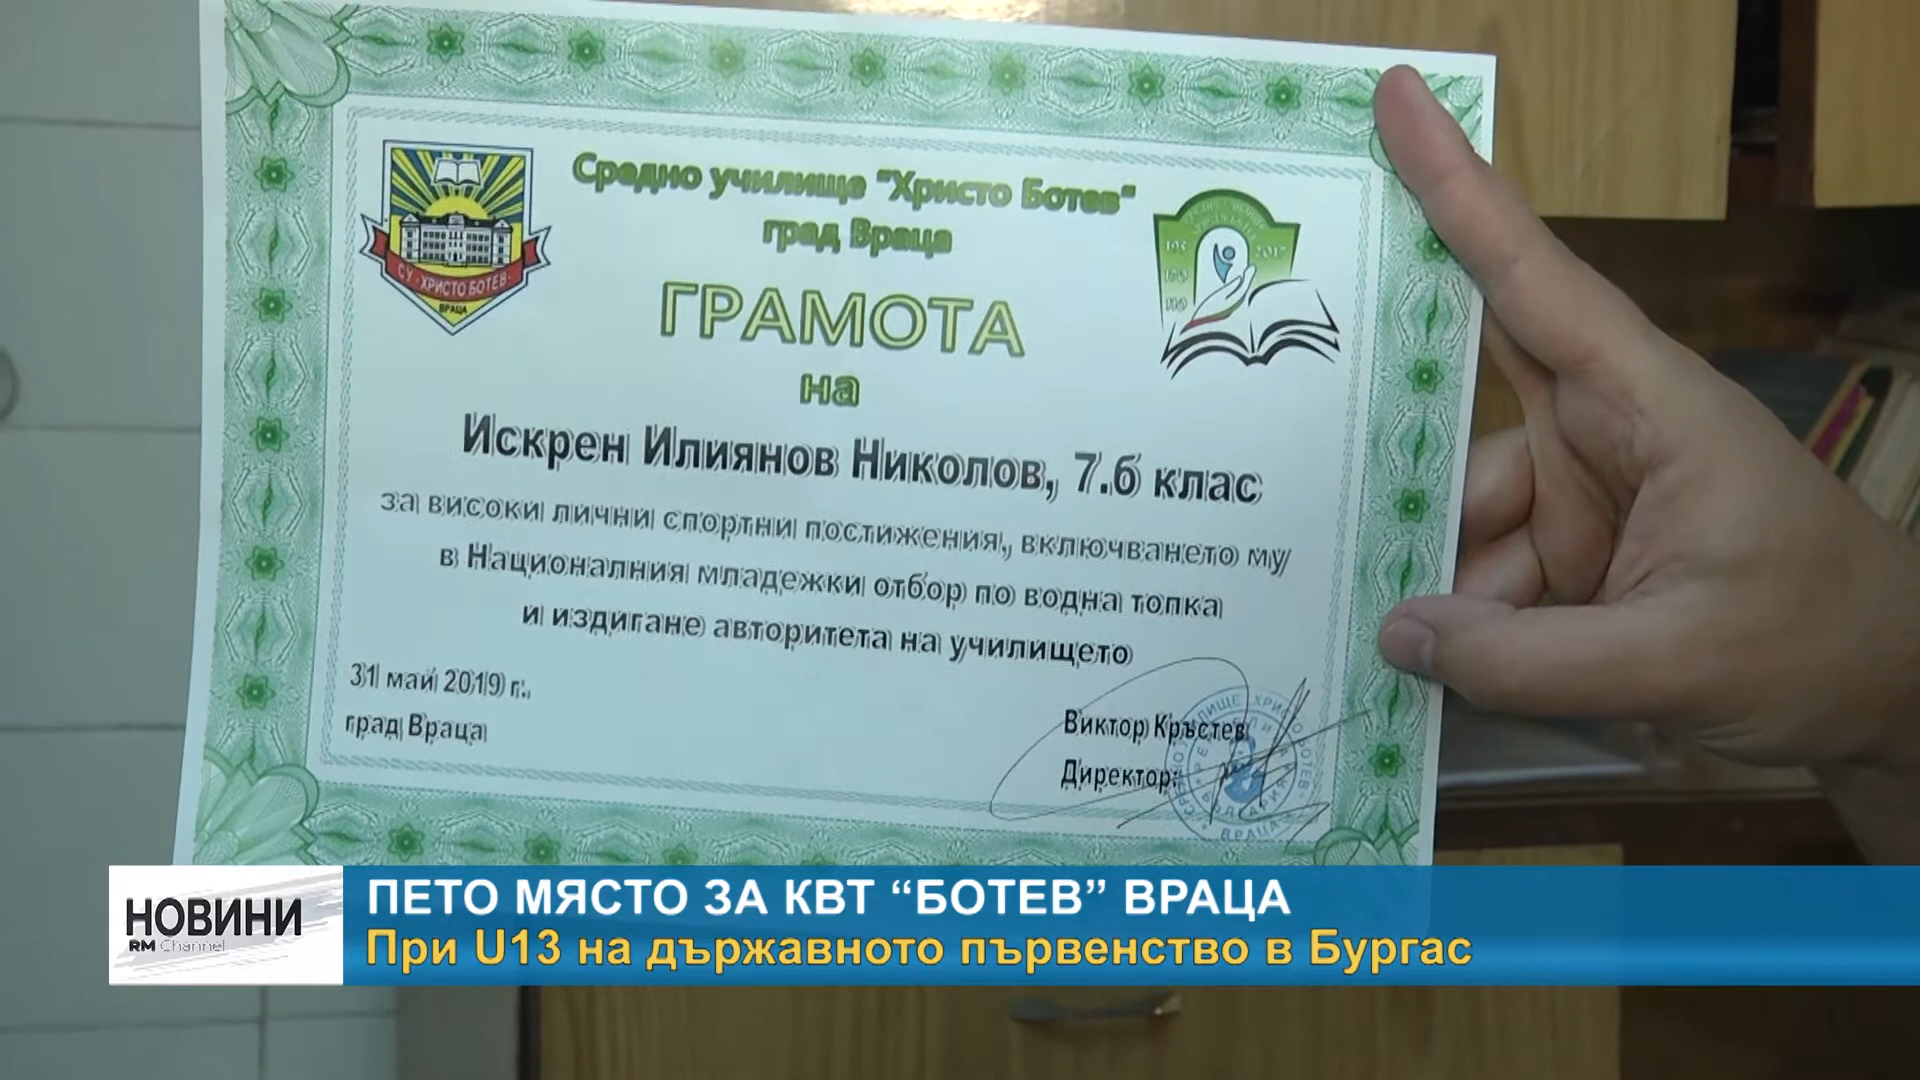 Средно училище "Христо Ботев"
град Враца
СУ "ХРИСТО БОТЕВ"
ВРАЦА
2017
ГРАМОТА
на
Искрен Илиянов Николов, 7.б клас
за високи лични спортни постижения, включването му
в Националния младежки отбор по водна топка
и издигане авторитета на училището
31 май 2019 г.,
град Враца
Виктор Кръстев
Директор:
НОВИНИ
RM Channel
ПЕТО МЯСТО ЗА КВТ “БОТЕВ” ВРАЦА
При U13 на държавното първенство в Бургас